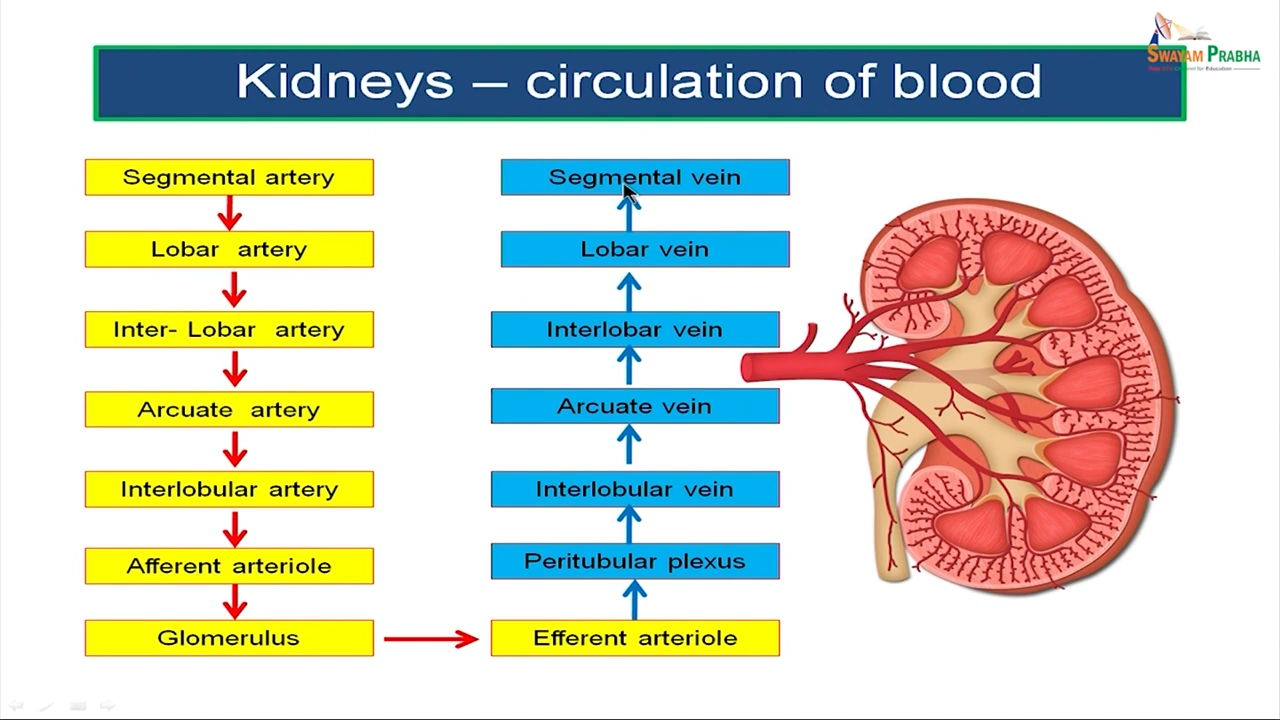 SWAYAM PRABHA
Kidneys – circulation of blood
Segmental artery
Lobar artery
Inter- Lobar artery
Arcuate artery
Interlobular artery
Afferent arteriole
Glomerulus
Segmental vein
Lobar vein
Interlobar vein
Arcuate vein
Interlobular vein
Peritubular plexus
Efferent arteriole